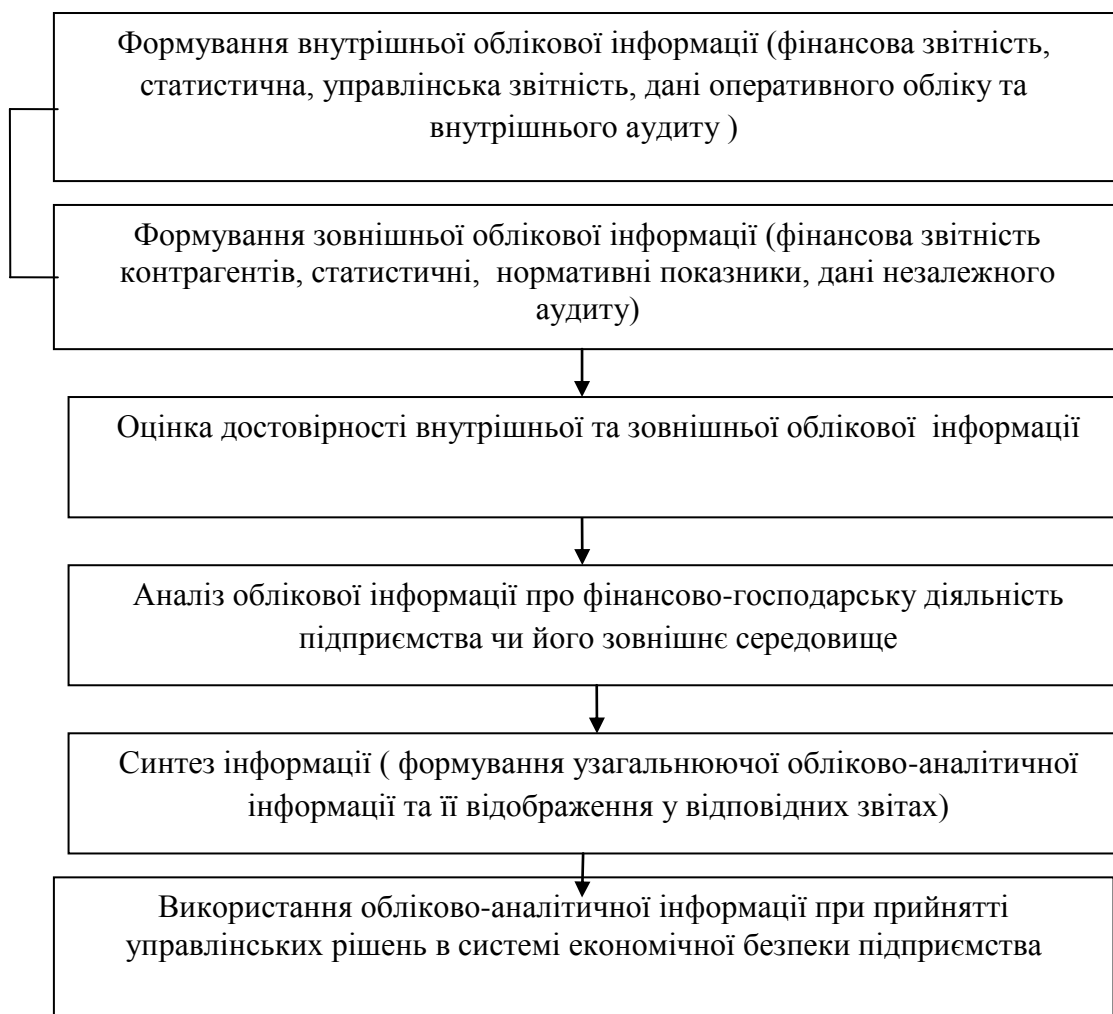 Формування внутрішньої облікової інформації (фінансова звітність,
статистична, управлінська звітність, дані оперативного обліку та
внутрішнього аудиту )
Формування зовнішньої облікової інформації (фінансова звітність
контрагентів, статистичні, нормативні показники, дані незалежного
аудиту)
Оцінка достовірності внутрішньої та зовнішньої облікової інформації
Аналіз облікової інформації про фінансово-господарську діяльність
підприємства чи його зовнішнє середовище
Синтез інформації ( формування узагальнюючої обліково-аналітичної
інформації та її відображення у відповідних звітах)
Використання обліково-аналітичної інформації при прийнятті
управлінських рішень в системі економічної безпеки підприємства